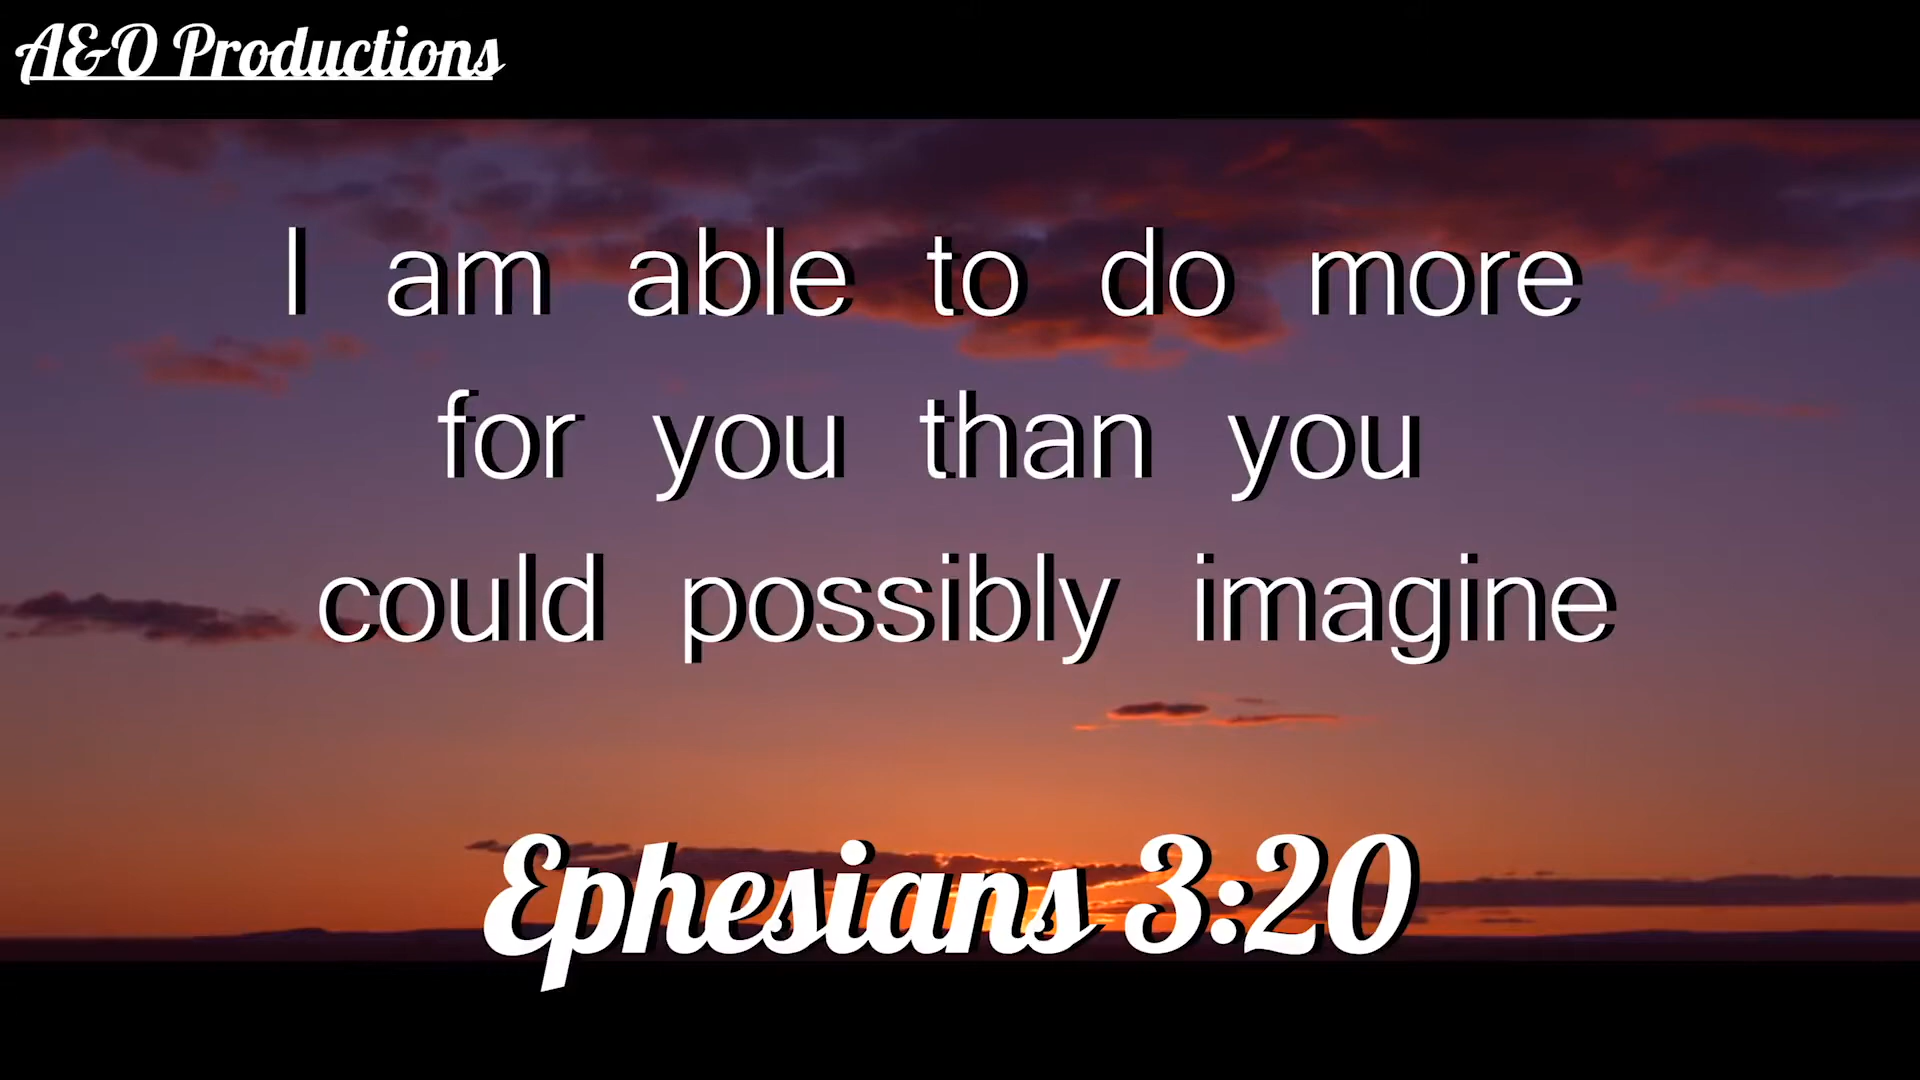 A&O Productions
I am able to do more
for you than you
could possibly imagine
Ephesians 3:20